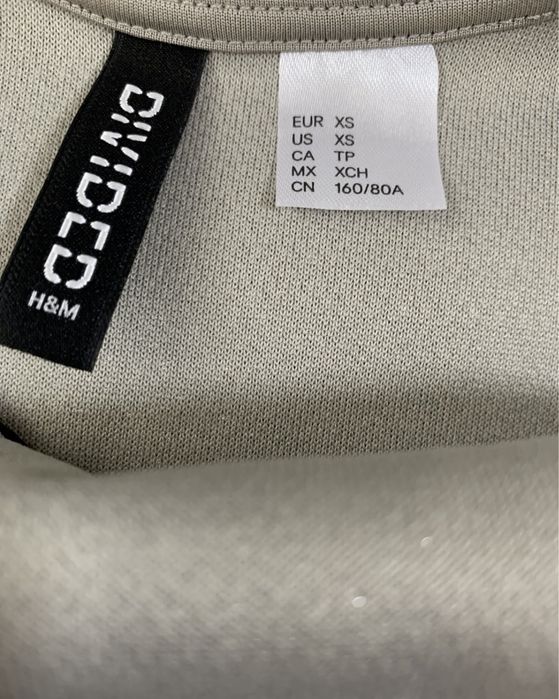 DIVIDED
H&M
EUR XS
US XS
CA TP
MX XCH
CN 160/80A